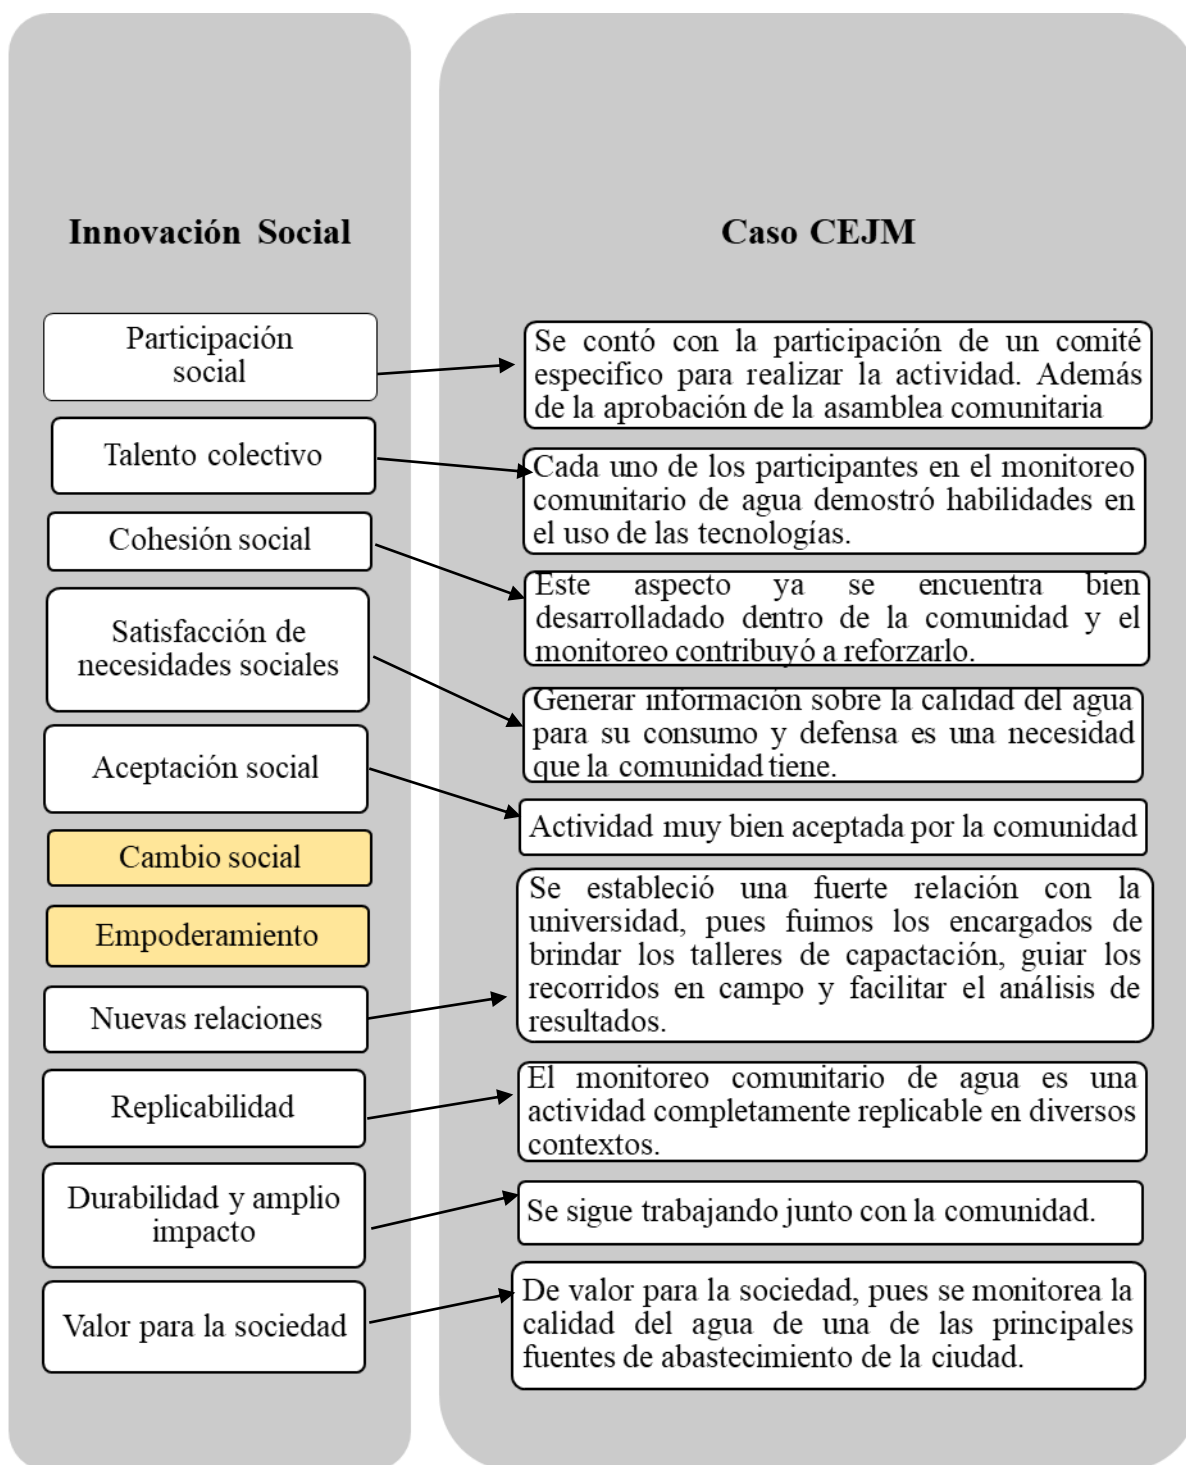 Innovación Social
Participación
social
Talento colectivo
Cohesión social
Satisfacción de
necesidades sociales
Aceptación social
Cambio social
Empoderamiento
Nuevas relaciones
Replicabilidad
Durabilidad y amplio
impacto
Valor para la sociedad
Caso CEJM
Se contó con la participación de un comité
especifico para realizar la actividad. Además
de la aprobación de la asamblea comunitaria
Cada uno de los participantes en el monitoreo
comunitario de agua demostró habilidades en
el uso de las tecnologías.
Este aspecto ya se encuentra bien
desarrolladado dentro de la comunidad y el
monitoreo contribuyó a reforzarlo.
Generar información sobre la calidad del agua
para su consumo y defensa es una necesidad
que la comunidad tiene.
Actividad muy bien aceptada por la comunidad
Se estableció una fuerte relación con la
universidad, pues fuimos los encargados de
brindar los talleres de capactación, guiar los
recorridos en campo y facilitar el análisis de
resultados.
El monitoreo comunitario de agua es una
actividad completamente replicable en diversos
contextos.
Se sigue trabajando junto con la comunidad.
De valor para la sociedad, pues se monitorea la
calidad del agua de una de las principales
fuentes de abastecimiento de la ciudad.